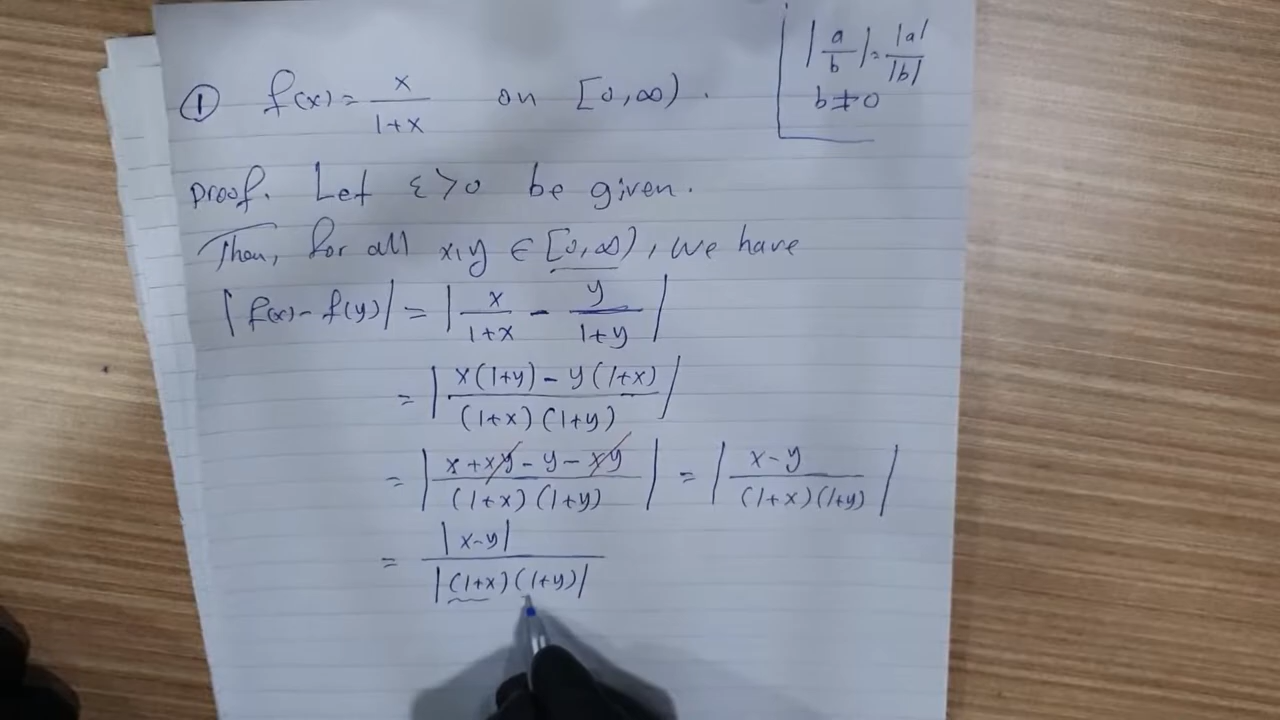 ① f(x) = x/(1+x) on [0,∞).
|a/b| = |a|/|b|
b≠0
proof. Let ε>0 be given.
Then, for all x,y ∈ [0,∞), we have
|f(x) - f(y)| = |x/(1+x) - y/(1+y)|
= |(x(1+y) - y(1+x))/((1+x)(1+y))|
= |(x+xy-y-xy)/((1+x)(1+y))| = |(x-y)/((1+x)(1+y))|
= |x-y|/|(1+x)(1+y)|